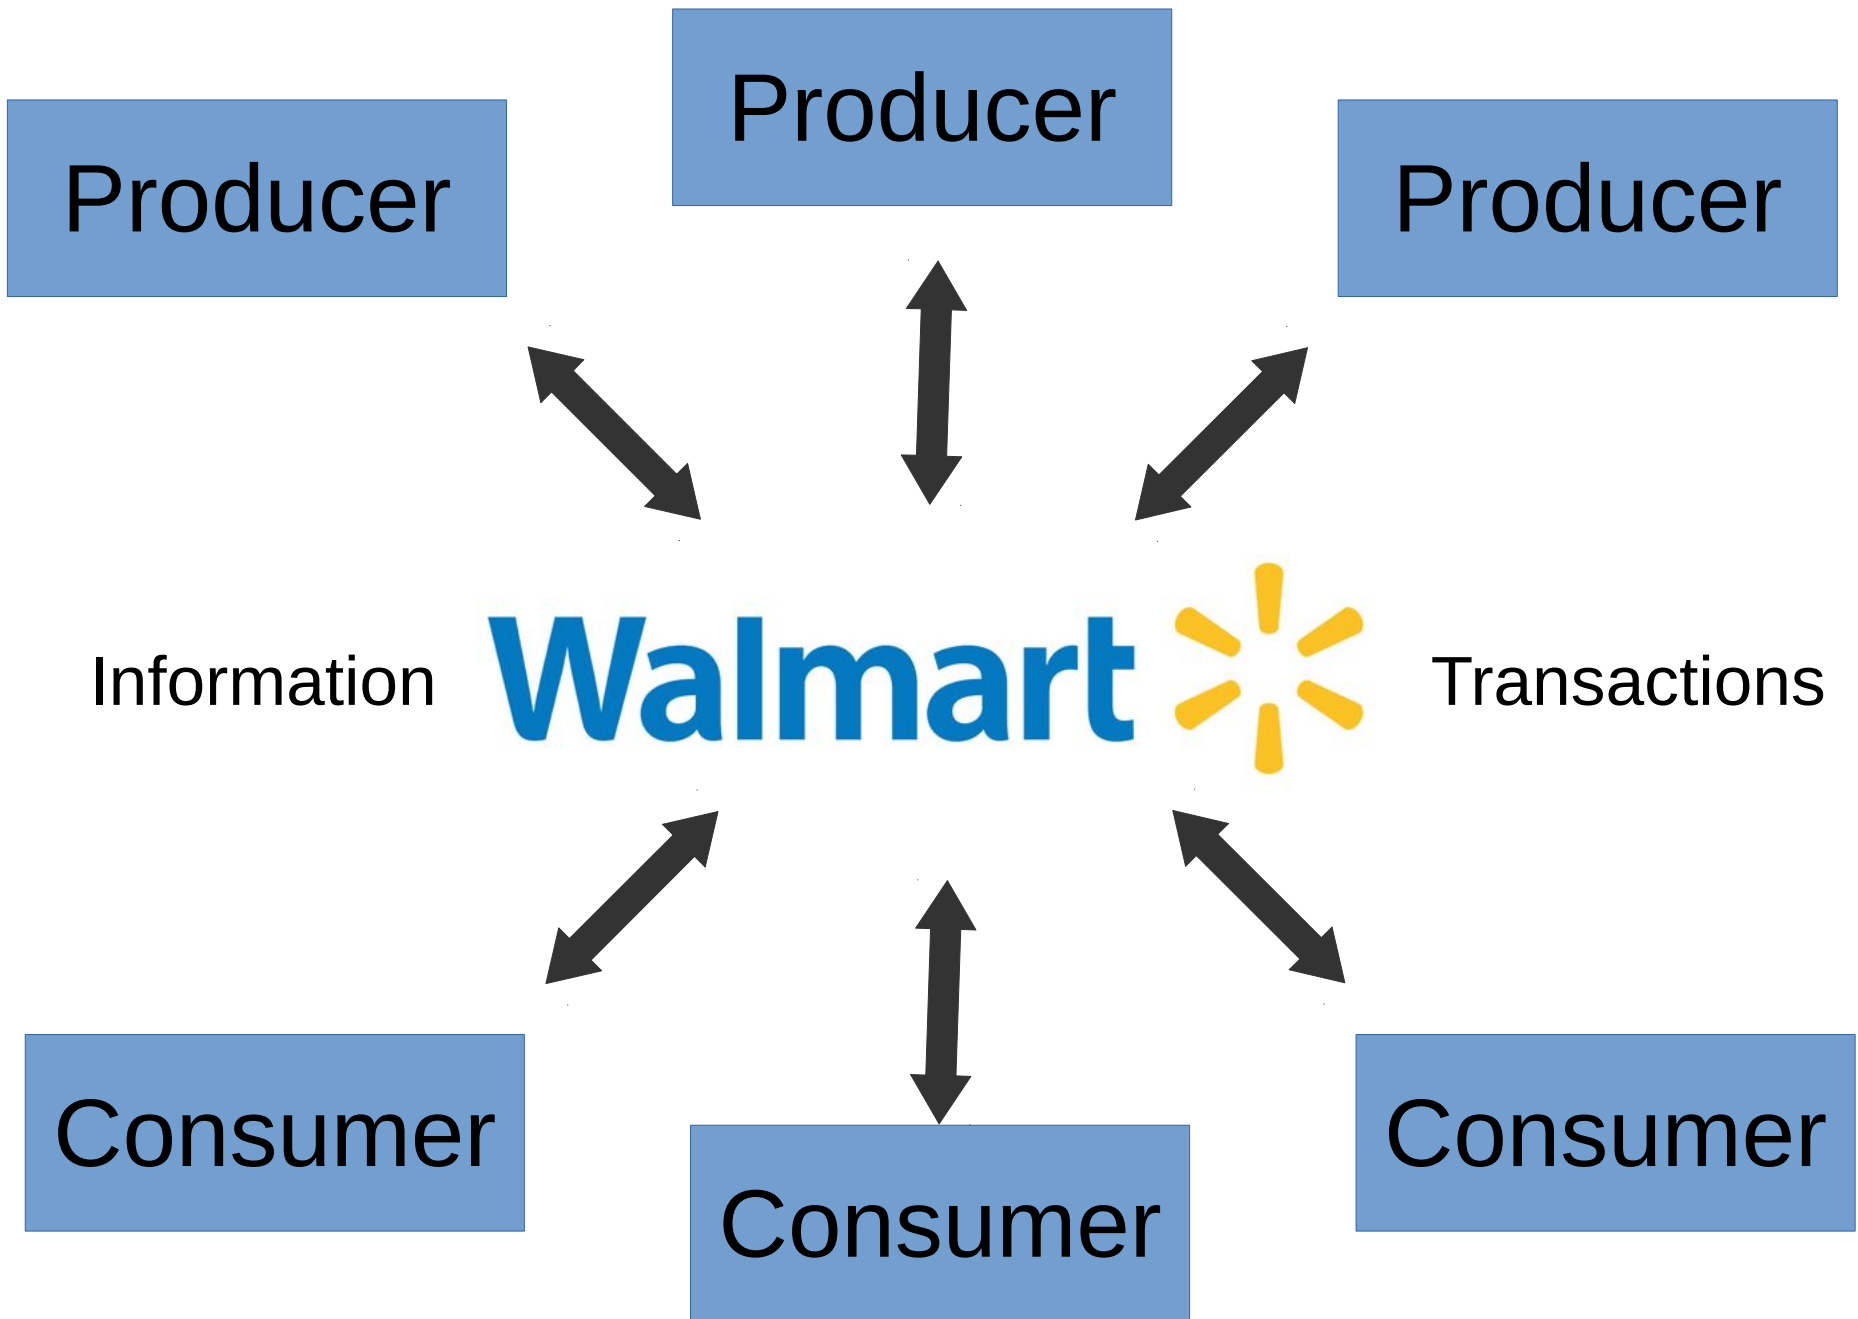 Producer
Producer
Producer
Information
Walmart
Transactions
Consumer
Consumer
Consumer